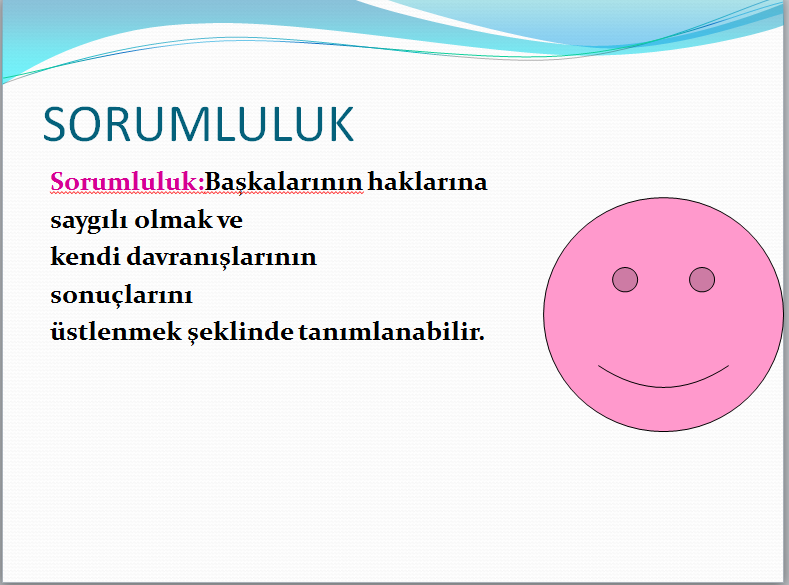 SORUMLULUK
Sorumluluk:Başkalarının haklarına
saygılı olmak ve
kendi davranışlarının
sonuçlarını
üstlenmek şeklinde tanımlanabilir.